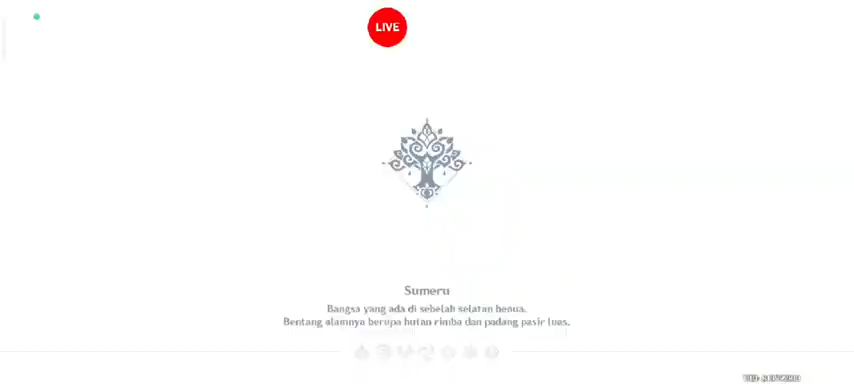 LIVE
Sumeru
Bangsa yang ada di sebelah selatan benua.
Bentang alamnya berupa hutan rimba dan padang pasir luas.